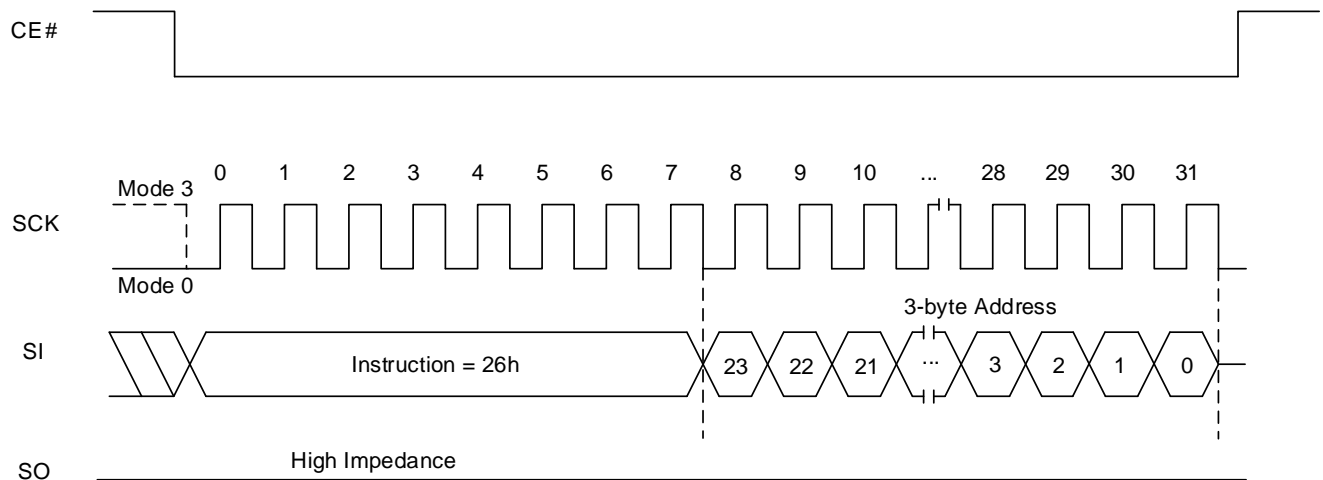 CE#
0 1 2 3 4 5 6 7 8 9 10 ... 28 29 30 31
Mode 3
SCK
Mode 0
3-byte Address
SI
Instruction = 26h
23 22 21 ... 3 2 1 0
High Impedance
SO